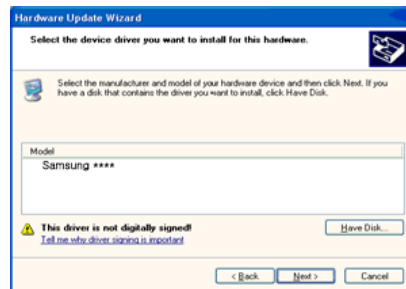 Hardware Update Wizard
Select the device driver you want to install for this hardware.
Select the manufacturer and model of your hardware device and then click Next. If you
have a disk that contains the driver you want to install, click Have Disk.
Model
Samsung ****
This driver is not digitally signed!
Have Disk...
Tell me why driver signing is important
< Back
Next >
Cancel